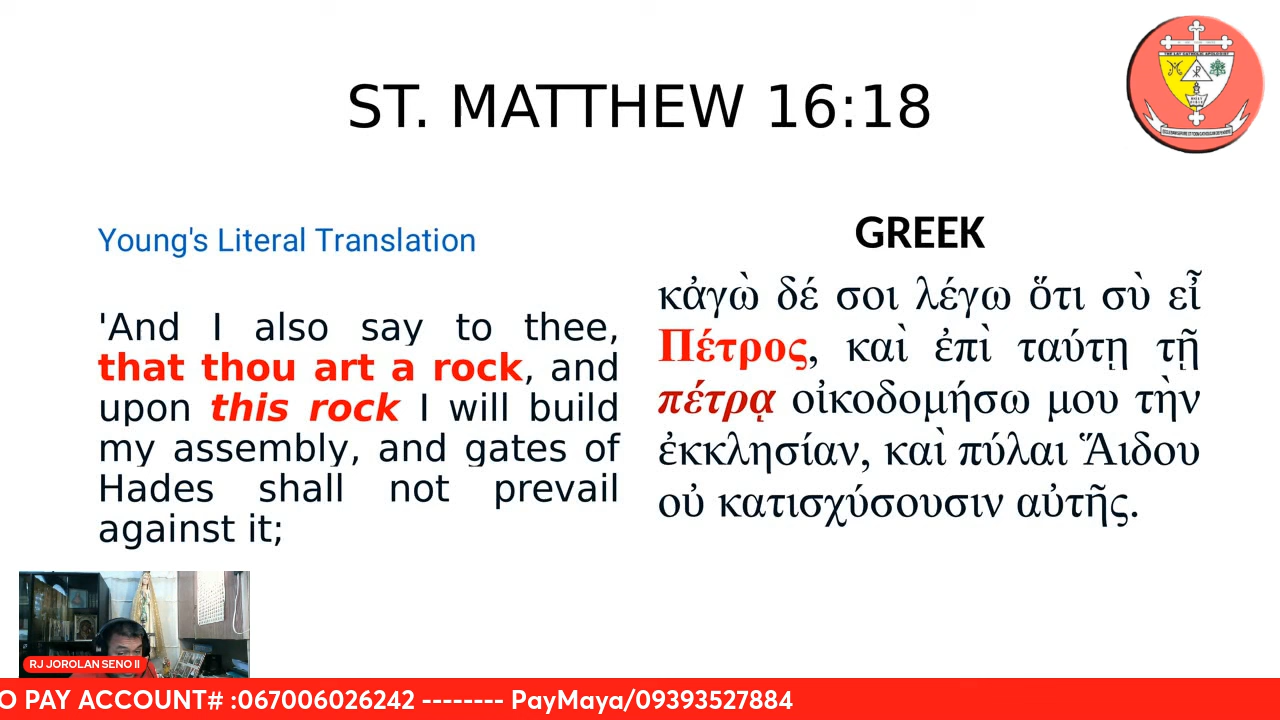 ST. MATTHEW 16:18
Young's Literal Translation
'And I also say to thee,
that thou art a rock, and
upon this rock I will build
my assembly, and gates of
Hades shall not prevail
against it;
GREEK
κἀγὼ δέ σοι λέγω ὅτι σὺ εἶ
Πέτρος, καὶ ἐπὶ ταύτῃ τῇ
πέτρᾳ οἰκοδομήσω μου τὴν
ἐκκλησίαν, καὶ πύλαι Ἅιδου
οὐ κατισχύσουσιν αὐτῆς.
RJ JOROLAN SENO II
O PAY ACCOUNT# :067006026242 -------- PayMaya/09393527884